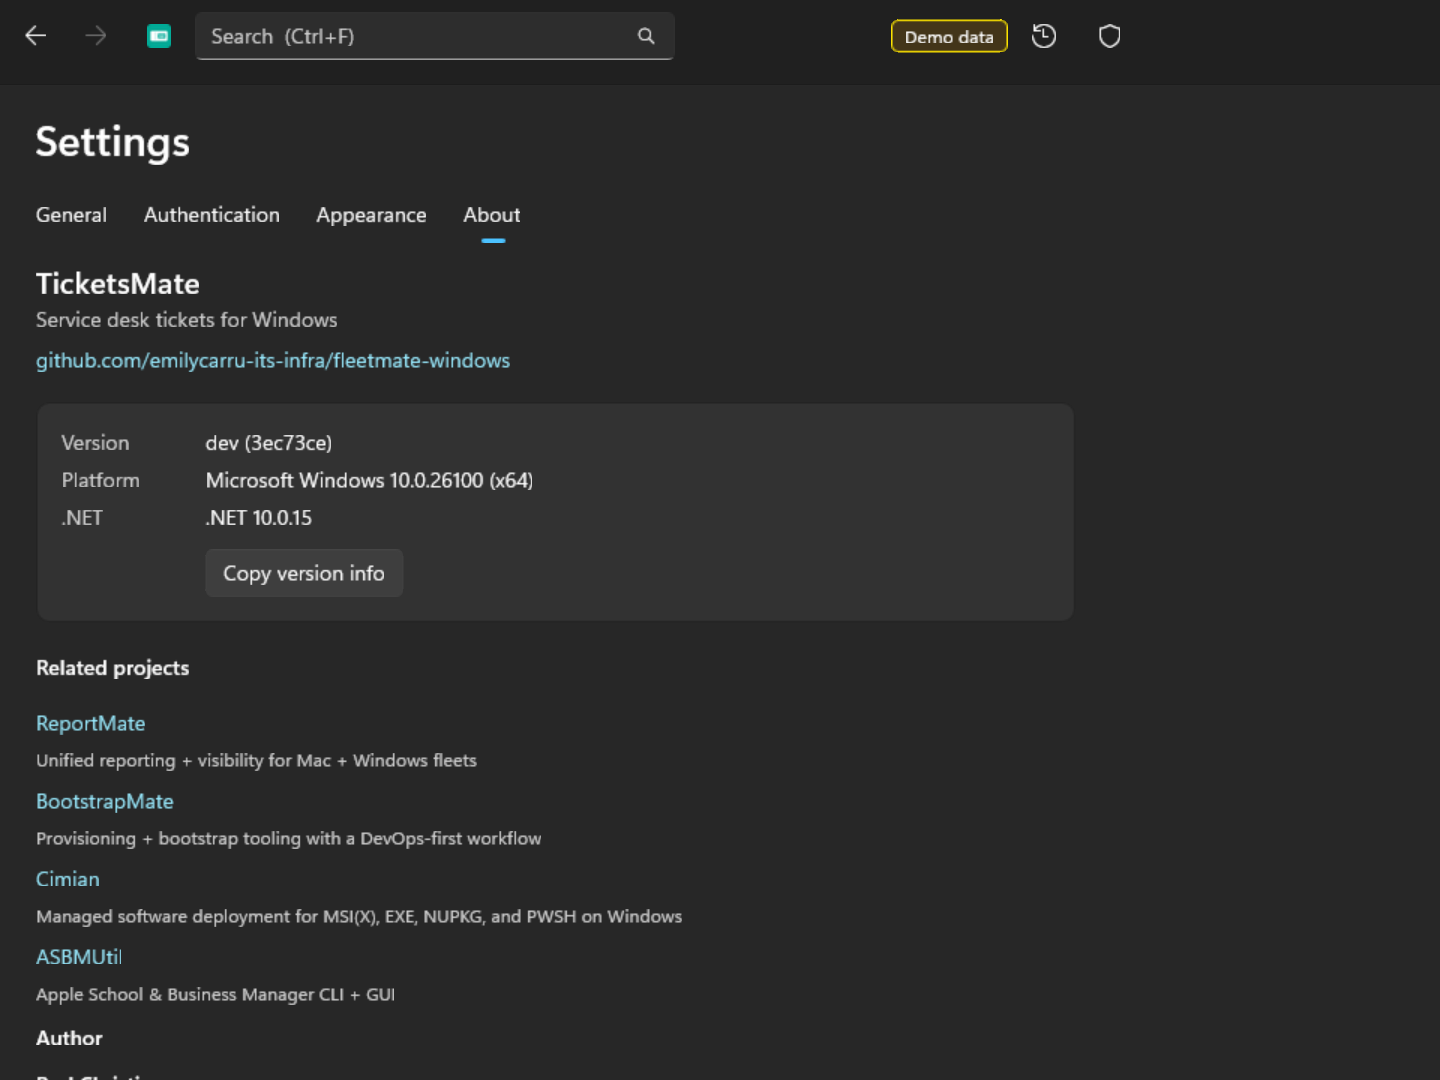 Search (Ctrl+F)
Demo data
Settings
General Authentication Appearance About
TicketsMate
Service desk tickets for Windows
github.com/emilycarru-its-infra/fleetmate-windows
Version dev (3ec73ce)
Platform Microsoft Windows 10.0.26100 (x64)
.NET .NET 10.0.15
Copy version info
Related projects
ReportMate
Unified reporting + visibility for Mac + Windows fleets
BootstrapMate
Provisioning + bootstrap tooling with a DevOps-first workflow
Cimian
Managed software deployment for MSI(X), EXE, NUPKG, and PWSH on Windows
ASBMUtil
Apple School & Business Manager CLI + GUI
Author